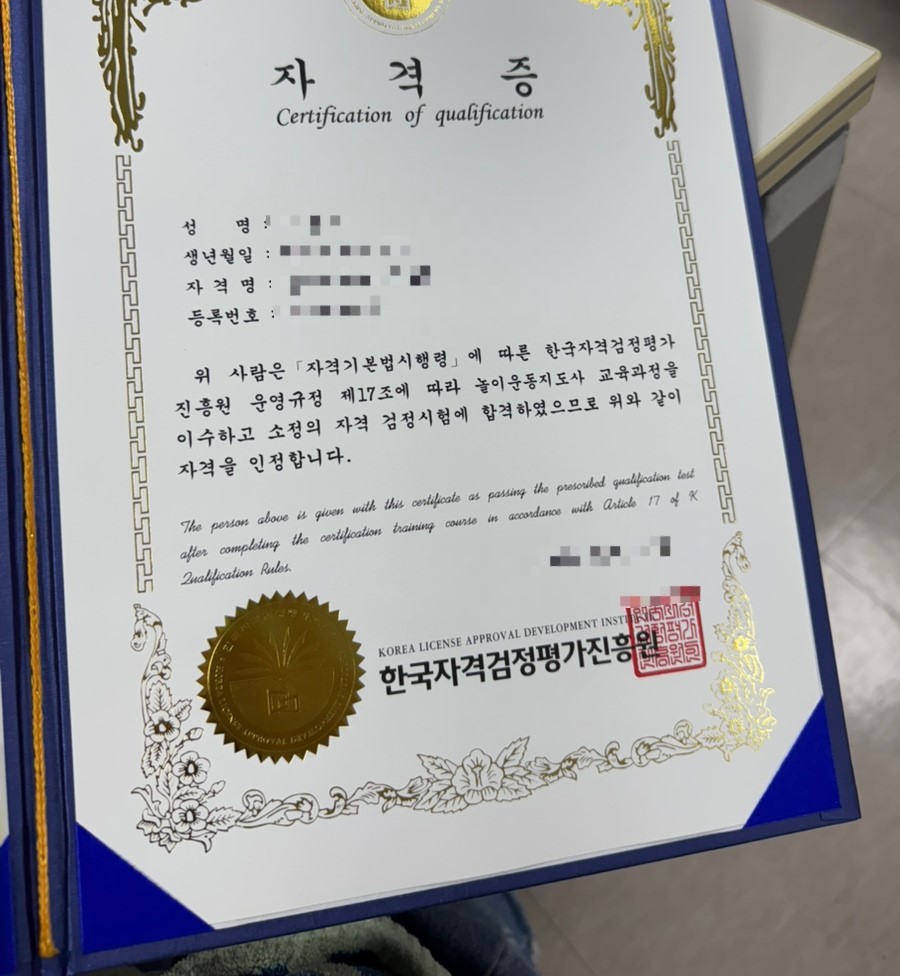 자 격 증
Certification of qualification
성 명 :
생년월일 :
자 격 명 :
등록번호 :
위 사람은 「자격기본법시행령」에 따른 한국자격검정평가
진흥원 운영규정 제17조에 따라 놀이운동지도사 교육과정을
이수하고 소정의 자격 검정시험에 합격하였으므로 위와 같이
자격을 인정합니다.
The person above is given with this certificate as passing the prescribed qualification test
after completing the certification training course in accordance with Article 17 of K
Qualification Rules.
KOREA LICENSE APPROVAL DEVELOPMENT
한국자격검정평가진흥원